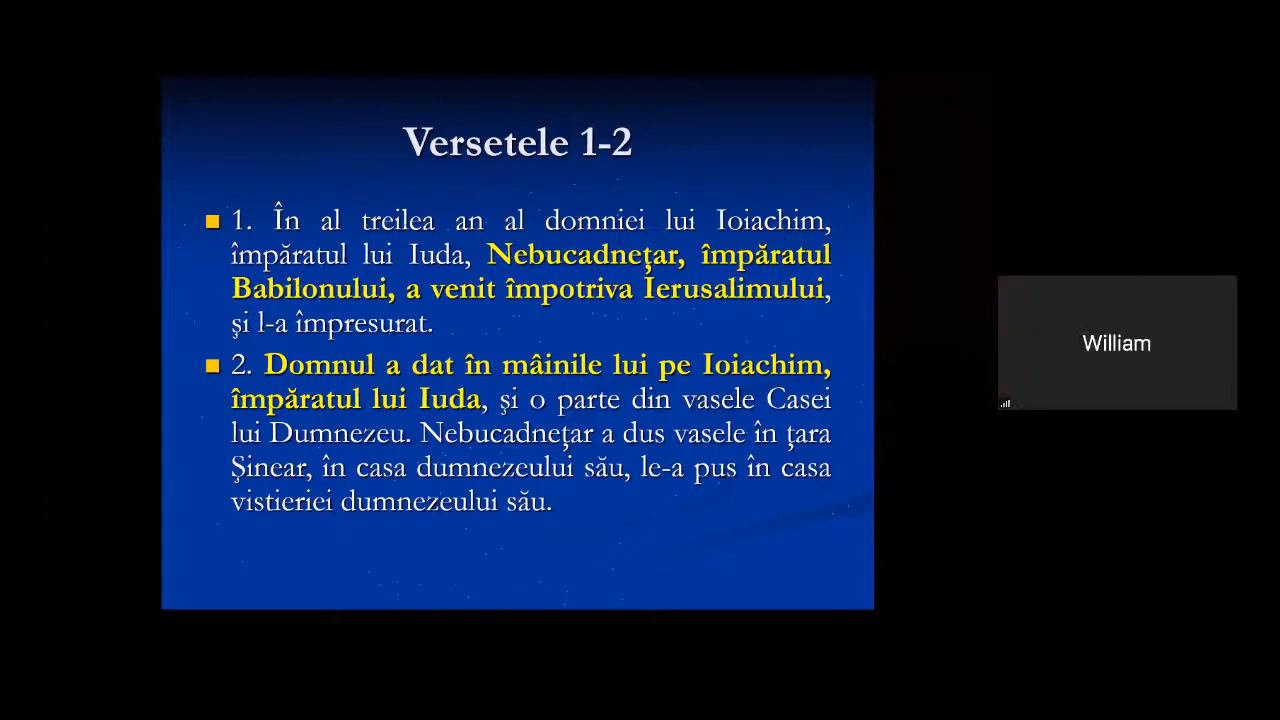 Versetele 1-2
1. În al treilea an al domniei lui Ioiachim,
împăratul lui Iuda, Nebucadneţar, împăratul
Babilonului, a venit împotriva Ierusalimului,
şi l-a împresurat.
2. Domnul a dat în mâinile lui pe Ioiachim,
împăratul lui Iuda, şi o parte din vasele Casei
lui Dumnezeu. Nebucadneţar a dus vasele în ţara
Şinear, în casa dumnezeului său, le-a pus în casa
vistieriei dumnezeului său.
William